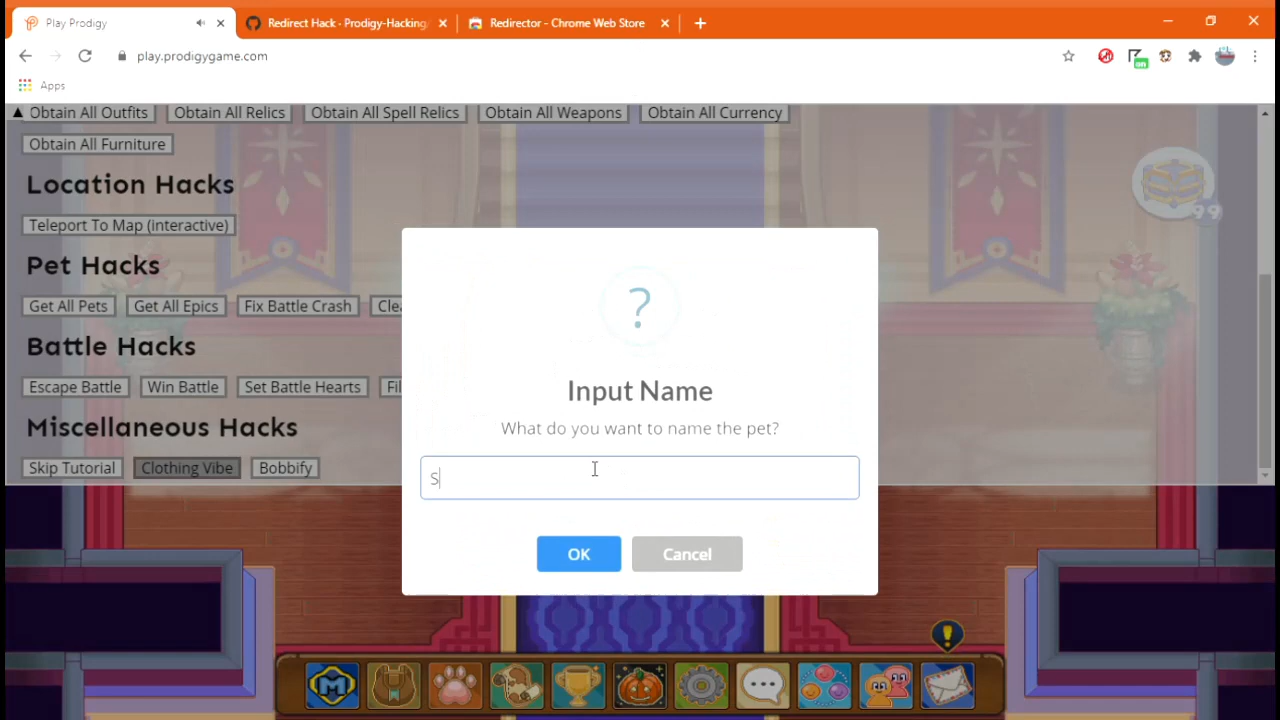 Play Prodigy
Redirect Hack · Prodigy-Hacking
Redirector - Chrome Web Store
play.prodigygame.com
on
Apps
Obtain All Outfits Obtain All Relics Obtain All Spell Relics Obtain All Weapons Obtain All Currency
Obtain All Furniture
Location Hacks
Teleport To Map (interactive)
99
Pet Hacks
Get All Pets Get All Epics Fix Battle Crash Clea
Battle Hacks
Escape Battle Win Battle Set Battle Hearts Fil
Miscellaneous Hacks
Skip Tutorial Clothing Vibe Bobbify
?
Input Name
What do you want to name the pet?
S
OK Cancel
!
M